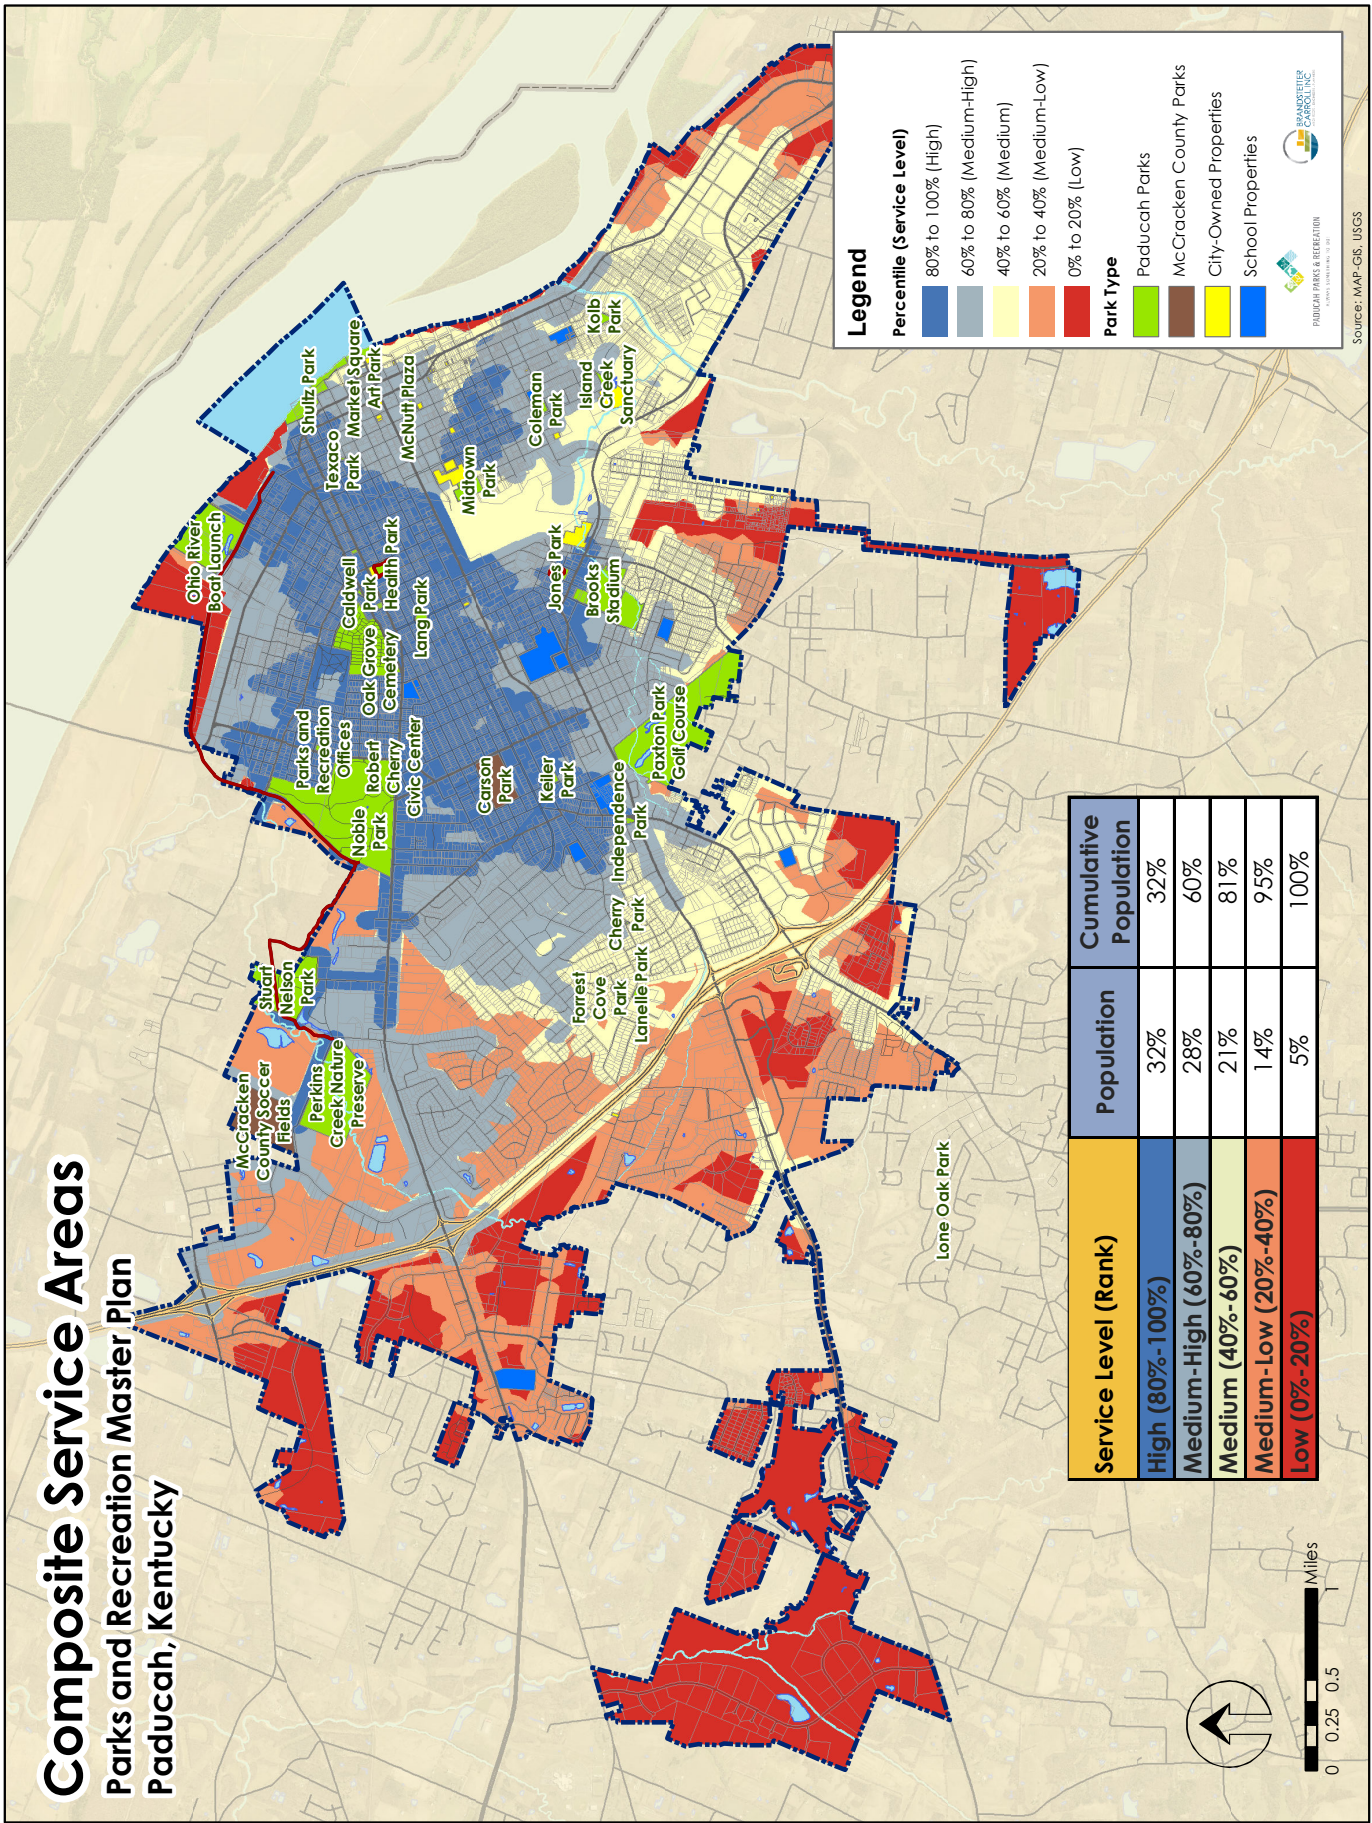 Composite Service Areas
Parks and Recreation Master Plan
Paducah, Kentucky
McCracken
County Soccer
Fields
Perkins
Creek Nature
Preserve
Stuart
Nelson
Park
Noble
Park
Parks and
Recreation
Offices
Robert
Cherry
Civic Center
Oak Grove
Cemetery
Caldwell
Park
Health Park
Lang Park
Ohio River
Boat Launch
Texaco
Park
Shultz Park
Market Square
Art Park
McNutt Plaza
Midtown
Park
Coleman
Park
Island
Creek
Sanctuary
Kolb
Park
Jones Park
Brooks
Stadium
Carson
Park
Keiler
Park
Independence
Park
Paxton Park
Golf Course
Cherry
Park
Forrest
Cove
Park
Lanelle Park
Lone Oak Park
Legend
Percentile (Service Level)
80% to 100% (High)
60% to 80% (Medium-High)
40% to 60% (Medium)
20% to 40% (Medium-Low)
0% to 20% (Low)
Park Type
Paducah Parks
McCracken County Parks
City-Owned Properties
School Properties
PADUCAH PARKS & RECREATION
BRANDSTETTER
CARROLL INC
Source: MAP-GIS, USGS
Service Level (Rank) Population Cumulative Population
High (80%-100%) 32% 32%
Medium-High (60%-80%) 28% 60%
Medium (40%-60%) 21% 81%
Medium-Low (20%-40%) 14% 95%
Low (0%-20%) 5% 100%
0 0.25 0.5 1
Miles